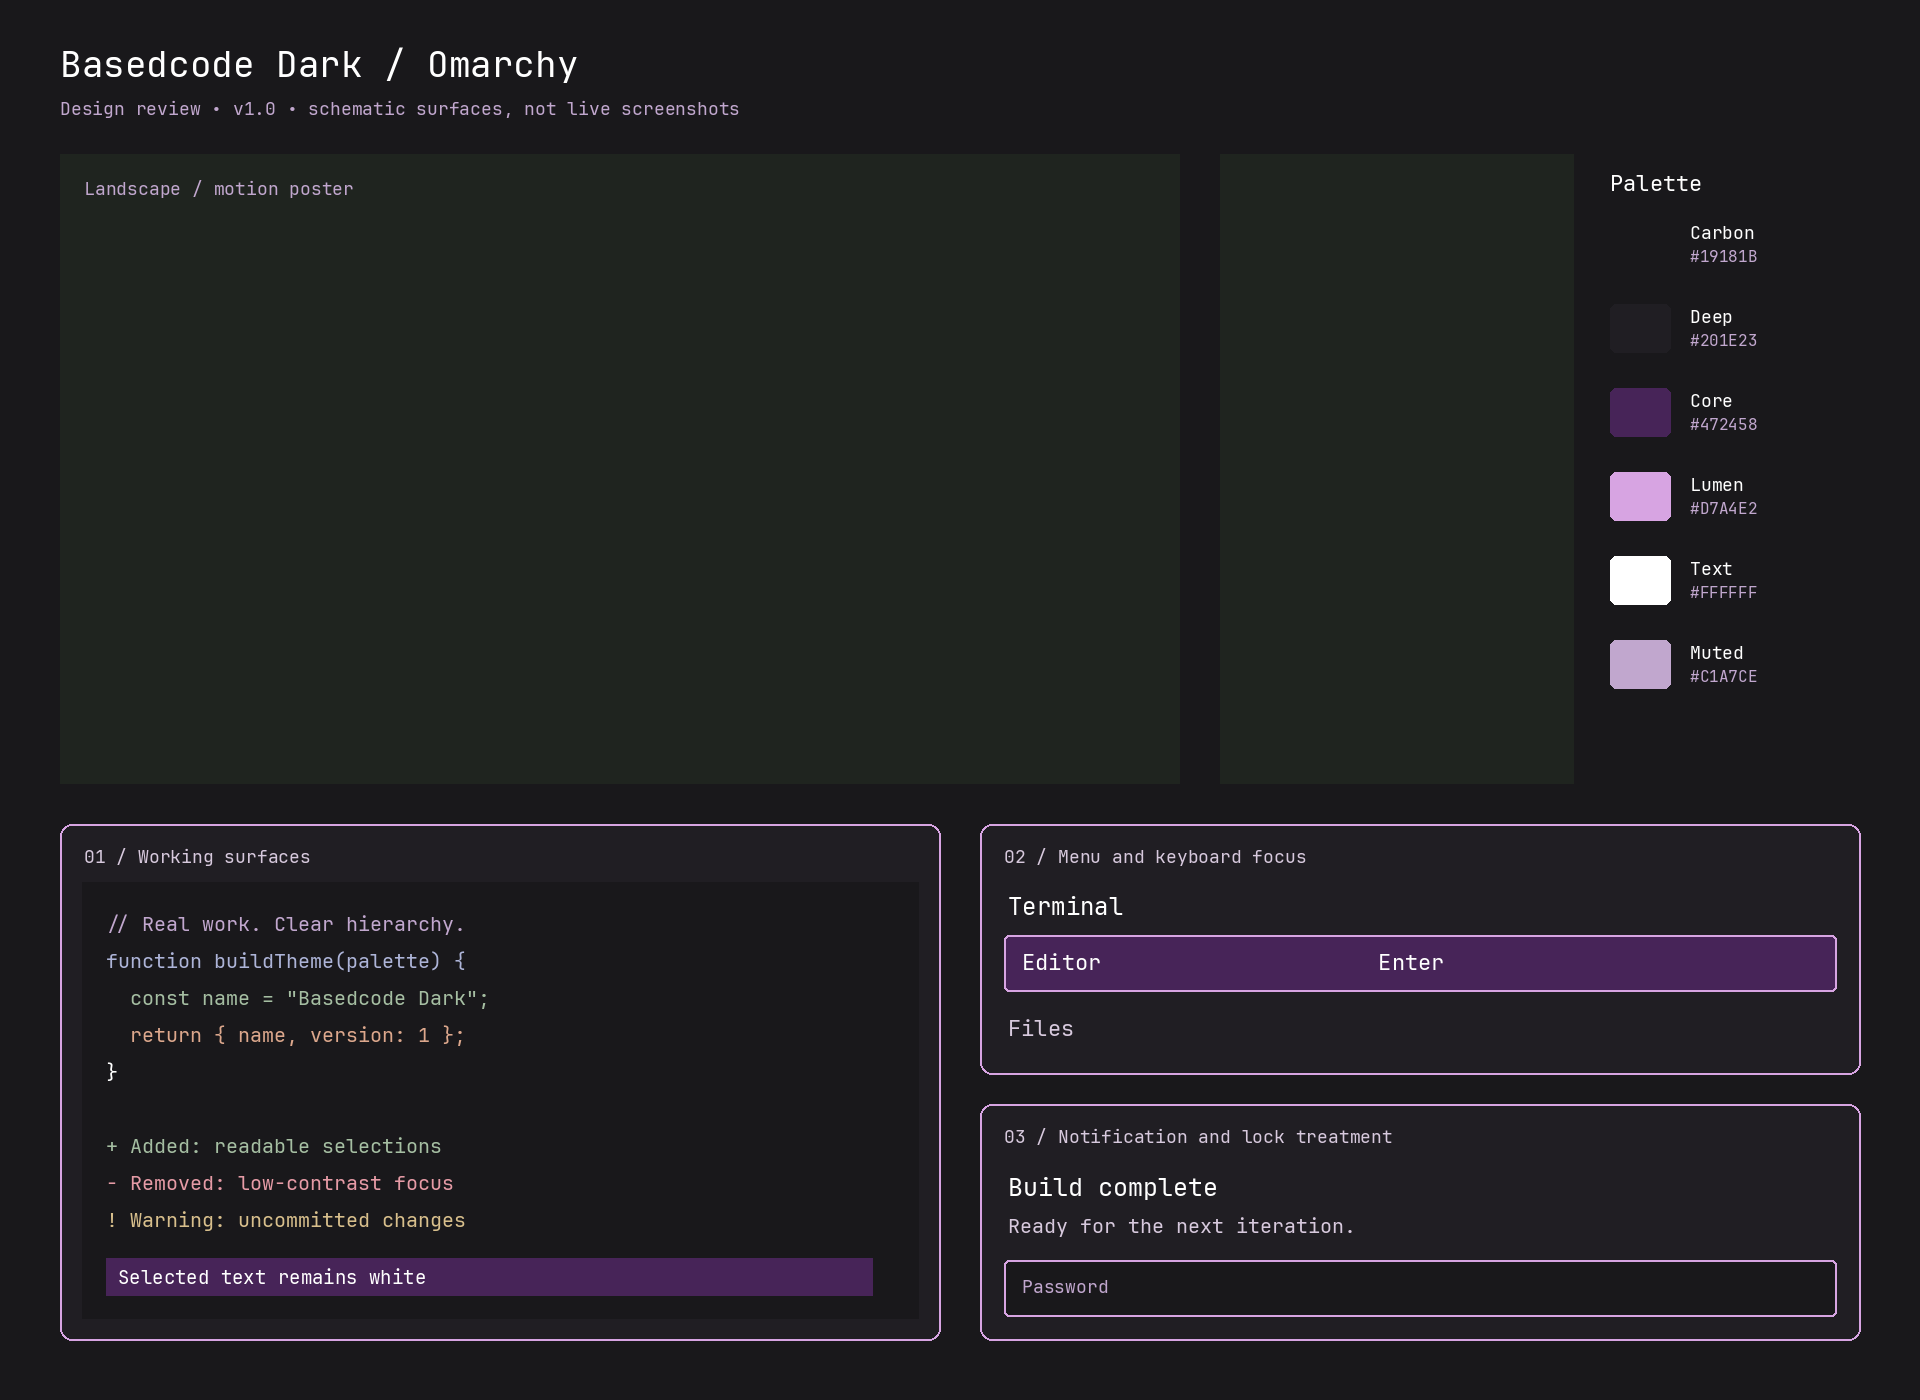 Basedcode Dark / Omarchy
Design review • v1.0 • schematic surfaces, not live screenshots
Landscape / motion poster
Palette
Carbon
#19181B
Deep
#201E23
Core
#472458
Lumen
#D7A4E2
Text
#FFFFFF
Muted
#C1A7CE
01 / Working surfaces
// Real work. Clear hierarchy.
function buildTheme(palette) {
  const name = "Basedcode Dark";
  return { name, version: 1 };
}
+ Added: readable selections
- Removed: low-contrast focus
! Warning: uncommitted changes
Selected text remains white
02 / Menu and keyboard focus
Terminal
Editor Enter
Files
03 / Notification and lock treatment
Build complete
Ready for the next iteration.
Password